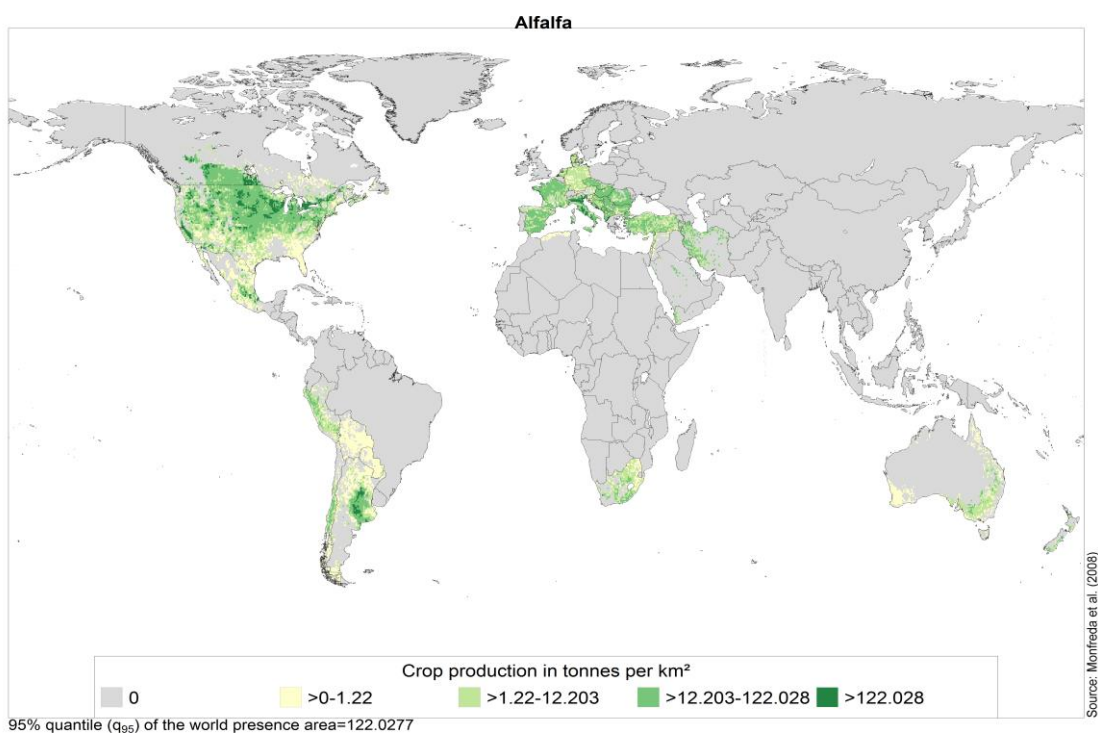 Alfalfa
Source: Monfreda et al. (2008)
Crop production in tonnes per km²
0
>0-1.22
>1.22-12.203
>12.203-122.028
>122.028
95% quantile (q₉₅) of the world presence area=122.0277